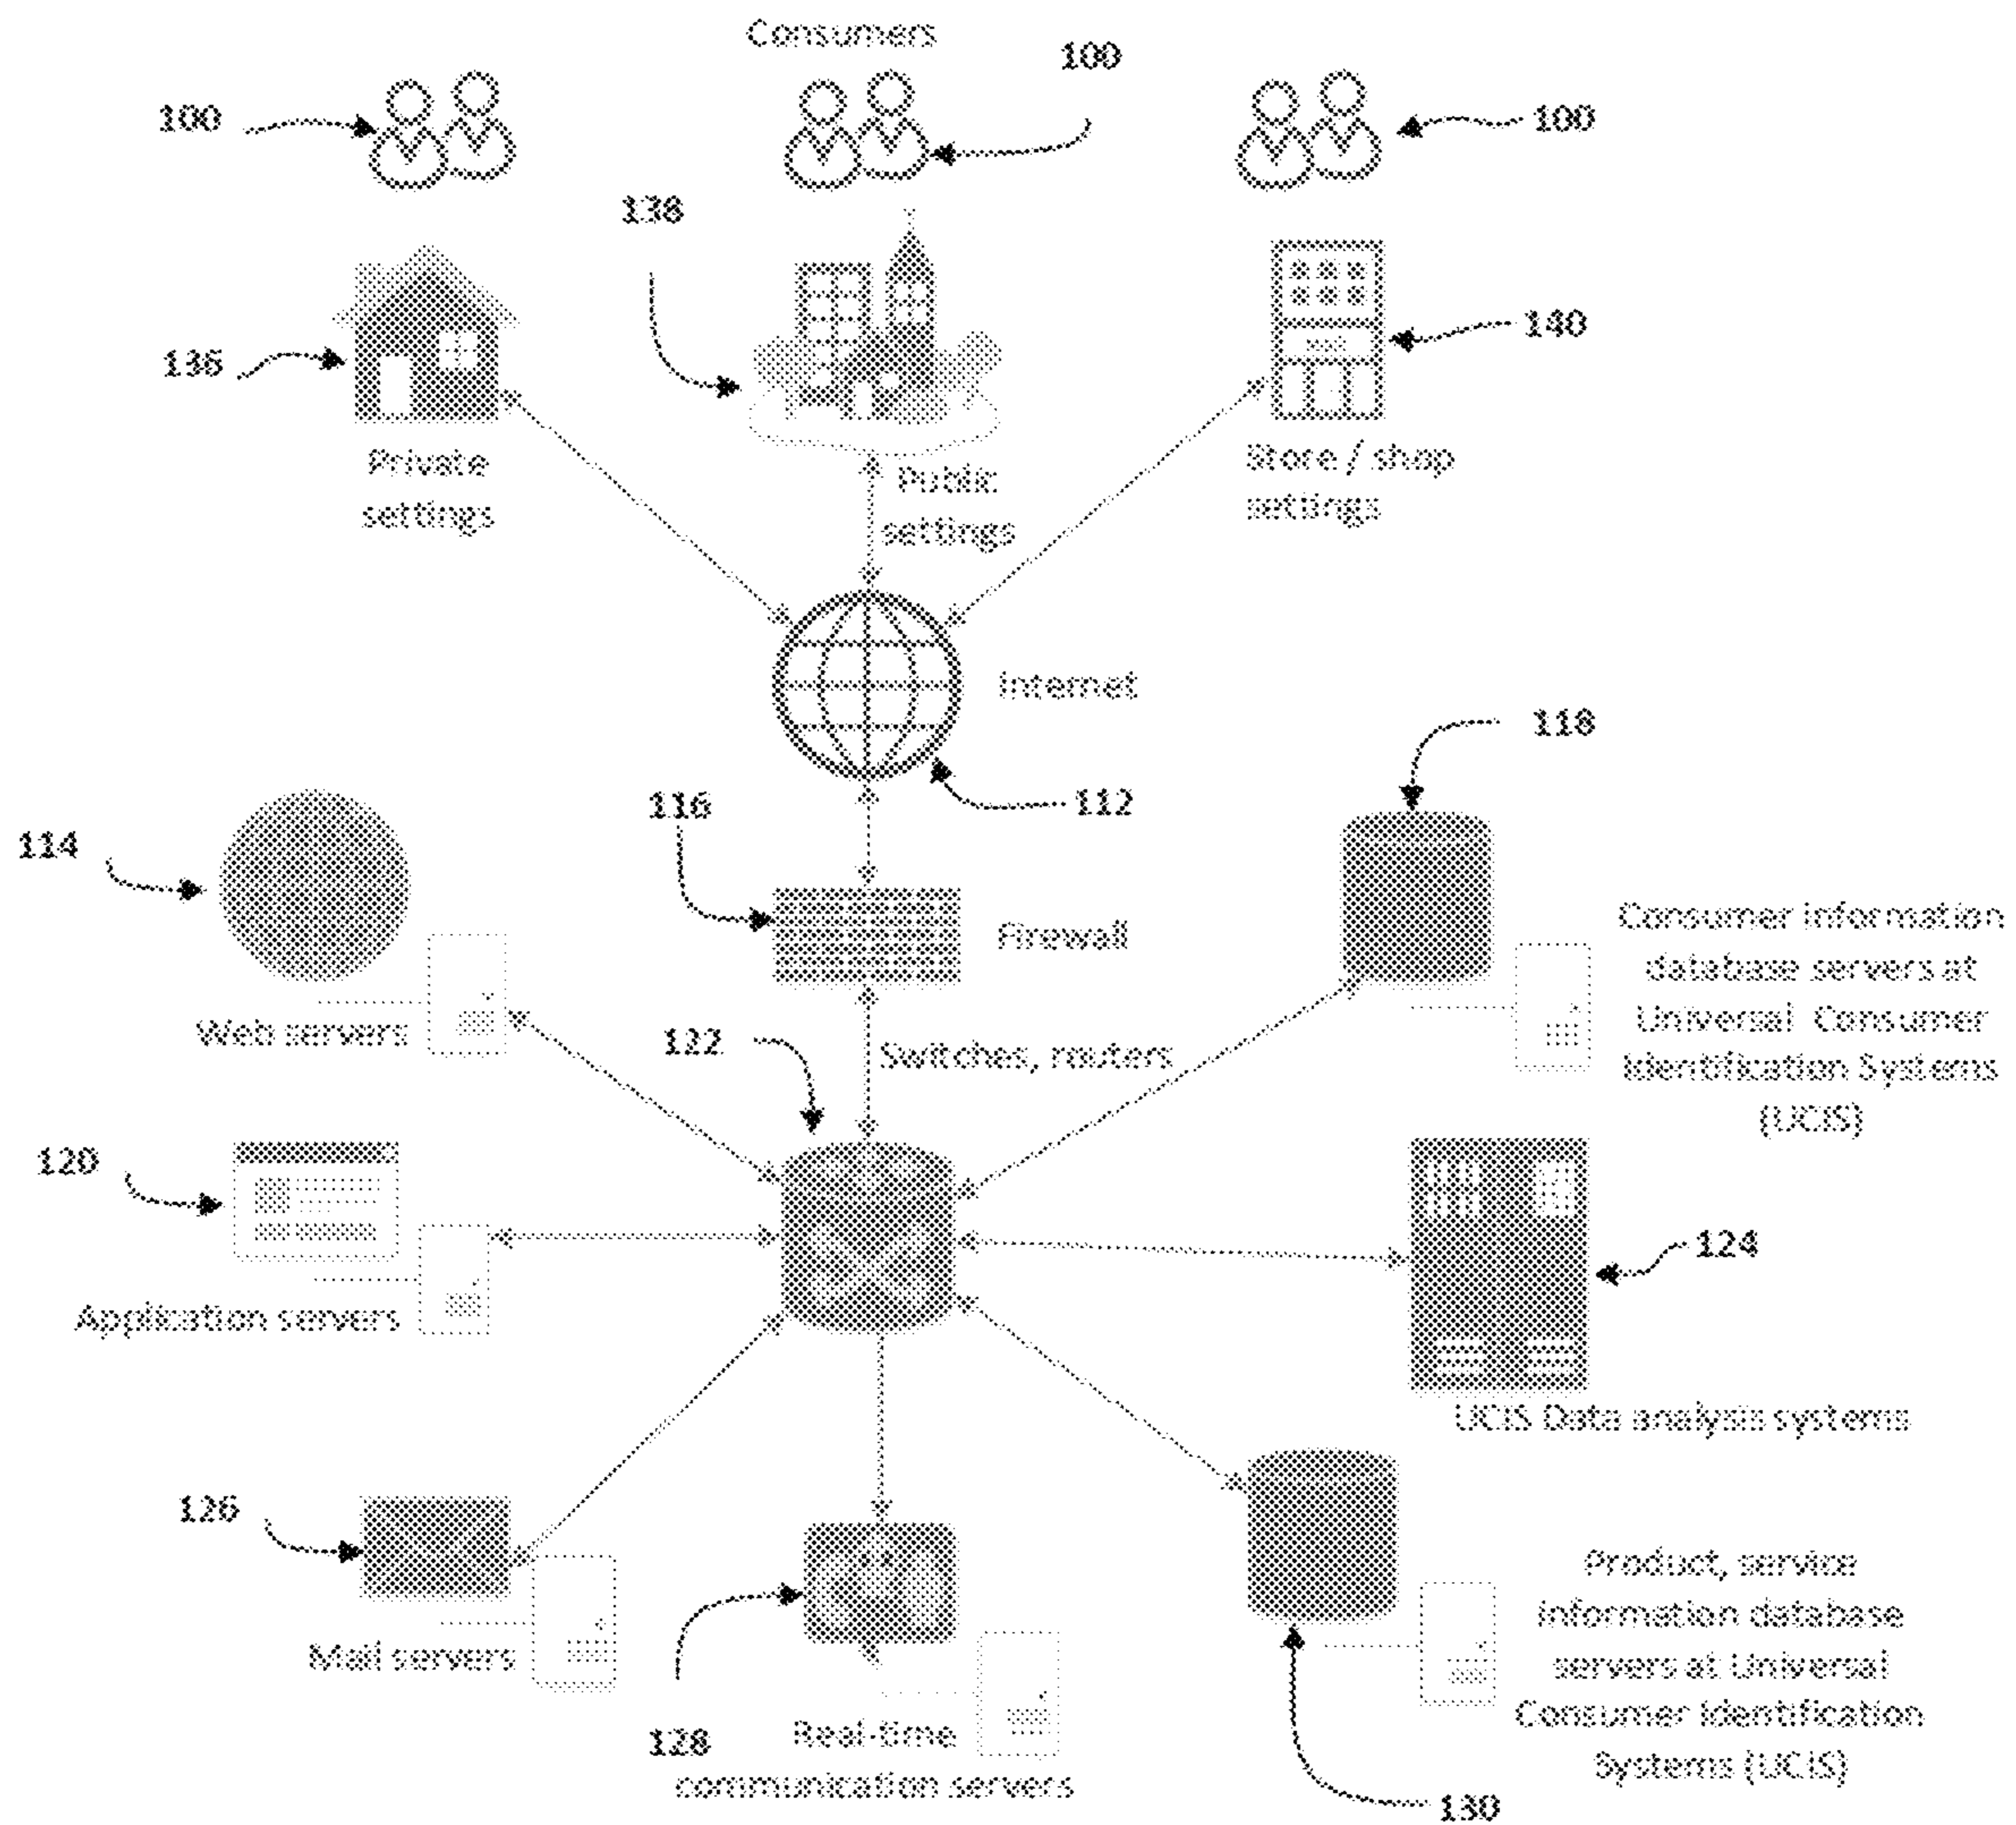 Consumers
100
100
100
138
136
140
Private
settings
Public
settings
Store / shop
settings
Internet
118
116
112
114
Firewall
Consumer information
database servers at
Universal Consumer
Identification Systems
(UCIS)
Web servers
122
Switches, routers
120
124
Application servers
UCIS Data analysis systems
126
Mail servers
Product, service
information database
servers at Universal
Consumer Identification
Systems (UCIS)
128
Real-time
communication servers
130